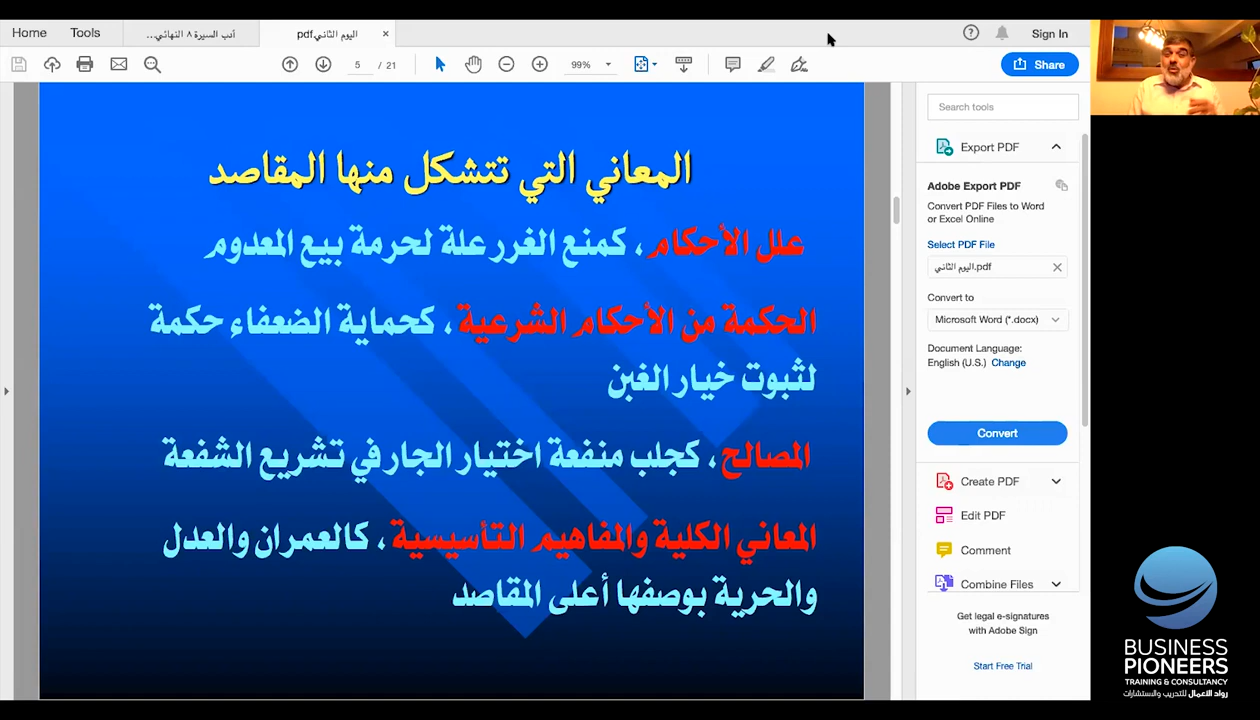 Home
Tools
أدب السيرة ٨ النهائي...
اليوم الثاني.pdf
Sign In
5 / 21
99%
Share
المعاني التي تتشكل منها المقاصد
علل الأحكام ، كمنع الغرر علة لحرمة بيع المعدوم
الحكمة من الأحكام الشرعية ، كحماية الضعفاء حكمة
لثبوت خيار الغبن
المصالح ، كجلب منفعة اختيار الجار في تشريع الشفعة
المعاني الكلية والمفاهيم التأسيسية ، كالعمران والعدل
والحرية بوصفها أعلى المقاصد
Search tools
Export PDF
Adobe Export PDF
Convert PDF Files to Word
or Excel Online
Select PDF File
اليوم الثاني.pdf
Convert to
Microsoft Word (*.docx)
Document Language:
English (U.S.) Change
Convert
Create PDF
Edit PDF
Comment
Combine Files
Get legal e-signatures
with Adobe Sign
Start Free Trial
BUSINESS
PIONEERS
TRAINING & CONSULTANCY
رواد الاعمال للتدريب والاستشارات